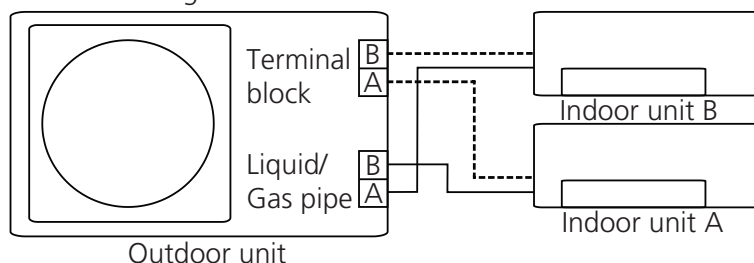 Terminal
block
B
A
Liquid/
Gas pipe
B
A
Outdoor unit
Indoor unit B
Indoor unit A